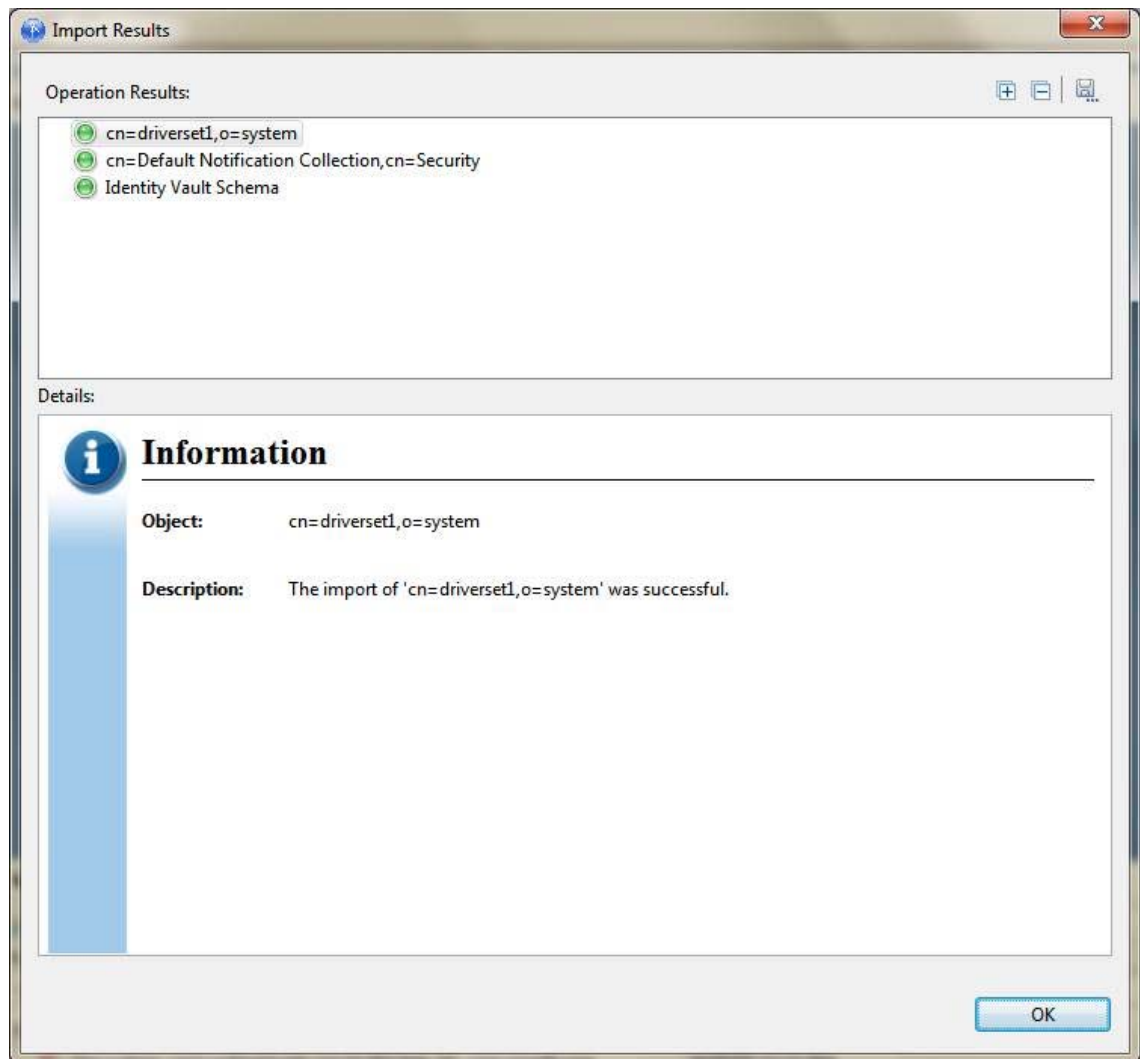 Import Results
Operation Results:
cn=driverset1,o=system
cn=Default Notification Collection,cn=Security
Identity Vault Schema
Details:
Information
Object: cn=driverset1,o=system
Description: The import of 'cn=driverset1,o=system' was successful.
OK